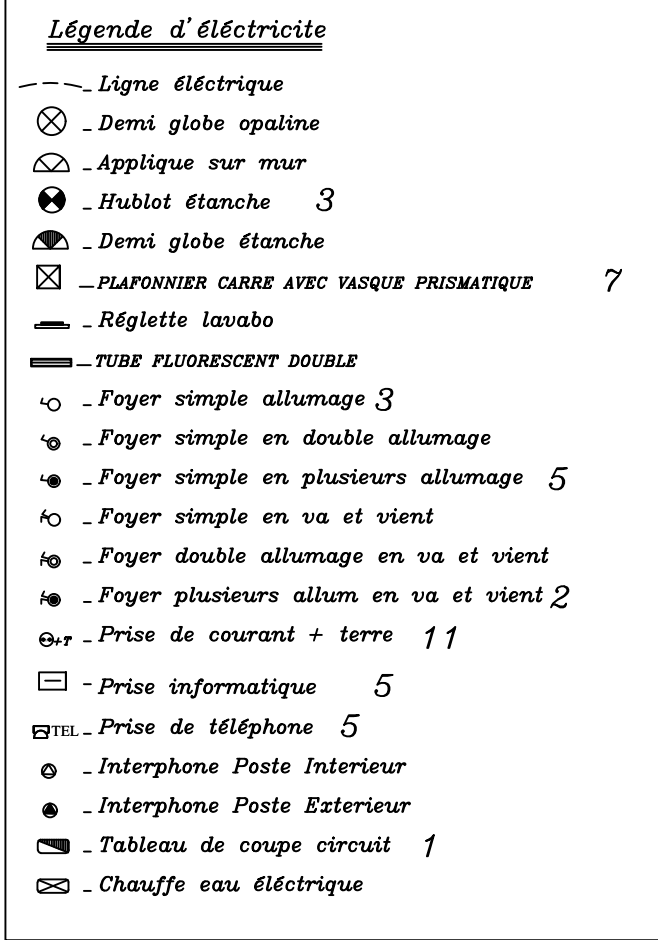 Légende d'éléctricite
_ Ligne éléctrique
_ Demi globe opaline
_ Applique sur mur
_ Hublot étanche 3
_ Demi globe étanche
_ PLAFONNIER CARRE AVEC VASQUE PRISMATIQUE 7
_ Réglette lavabo
_ TUBE FLUORESCENT DOUBLE
_ Foyer simple allumage 3
_ Foyer simple en double allumage
_ Foyer simple en plusieurs allumage 5
_ Foyer simple en va et vient
_ Foyer double allumage en va et vient
_ Foyer plusieurs allum en va et vient 2
+T _ Prise de courant + terre 11
- Prise informatique 5
TEL _ Prise de téléphone 5
_ Interphone Poste Interieur
_ Interphone Poste Exterieur
_ Tableau de coupe circuit 1
_ Chauffe eau éléctrique